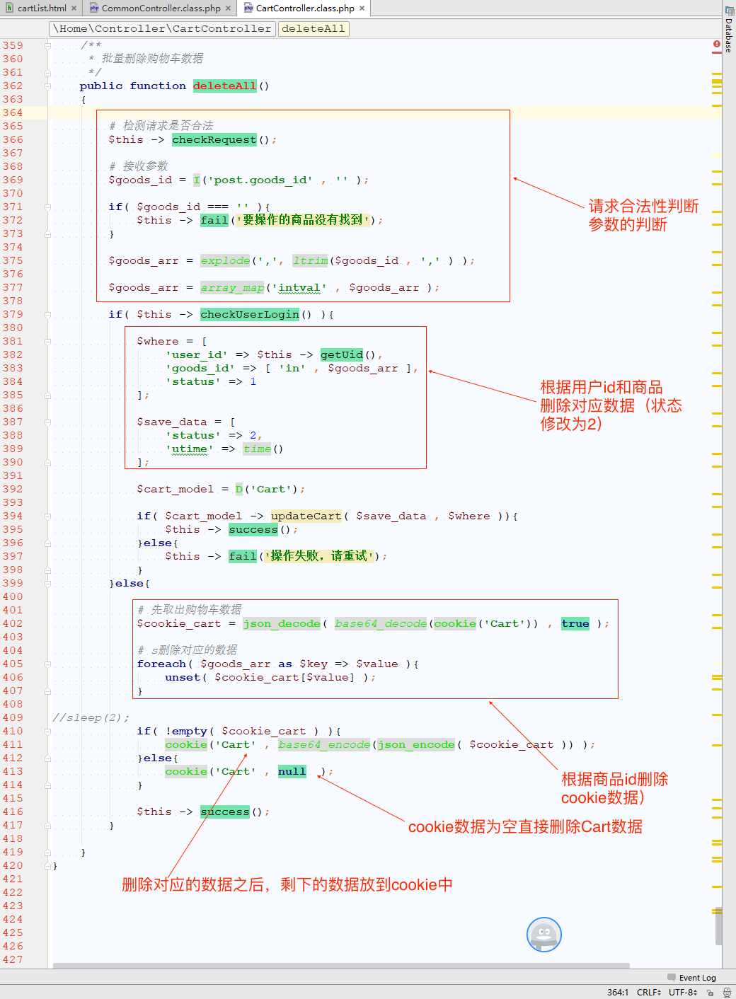 cartList.html
CommonController.class.php
CartController.class.php
Database
\Home\Controller\CartController deleteAll
359 /**
360 * 批量删除购物车数据
361 */
362 public function deleteAll()
363 {
364
365 # 检测请求是否合法
366 $this -> checkRequest();
367
368 # 接收参数
369 $goods_id = I('post.goods_id' , '' );
370
371 if( $goods_id === '' ){
372 $this -> fail('要操作的商品没有找到');
373 }
374
375 $goods_arr = explode(',', ltrim($goods_id , ',' ) );
376
377 $goods_arr = array_map('intval' , $goods_arr );
378
请求合法性判断
参数的判断
379 if( $this -> checkUserLogin() ){
380
381 $where = [
382 'user_id' => $this -> getUid(),
383 'goods_id' => [ 'in' , $goods_arr ],
384 'status' => 1
385 ];
386
387 $save_data = [
388 'status' => 2,
389 'utime' => time()
390 ];
391
根据用户id和商品
删除对应数据（状态
修改为2）
392 $cart_model = D('Cart');
393
394 if( $cart_model -> updateCart( $save_data , $where )){
395 $this -> success();
396 }else{
397 $this -> fail('操作失败，请重试');
398 }
399 }else{
400
401 # 先取出购物车数据
402 $cookie_cart = json_decode( base64_decode(cookie('Cart')) , true );
403
404 # s删除对应的数据
405 foreach( $goods_arr as $key => $value ){
406 unset( $cookie_cart[$value] );
407 }
408
409 //sleep(2);
410 if( !empty( $cookie_cart ) ){
411 cookie('Cart' , base64_encode(json_encode( $cookie_cart )) );
412 }else{
413 cookie('Cart' , null );
414 }
415
根据商品id删除
cookie数据）
416 $this -> success();
417 }
cookie数据为空直接删除Cart数据
418
419 }
420 }
421
删除对应的数据之后，剩下的数据放到cookie中
422
423
424
425
426
427
Event Log
364:1 CRLF UTF-8